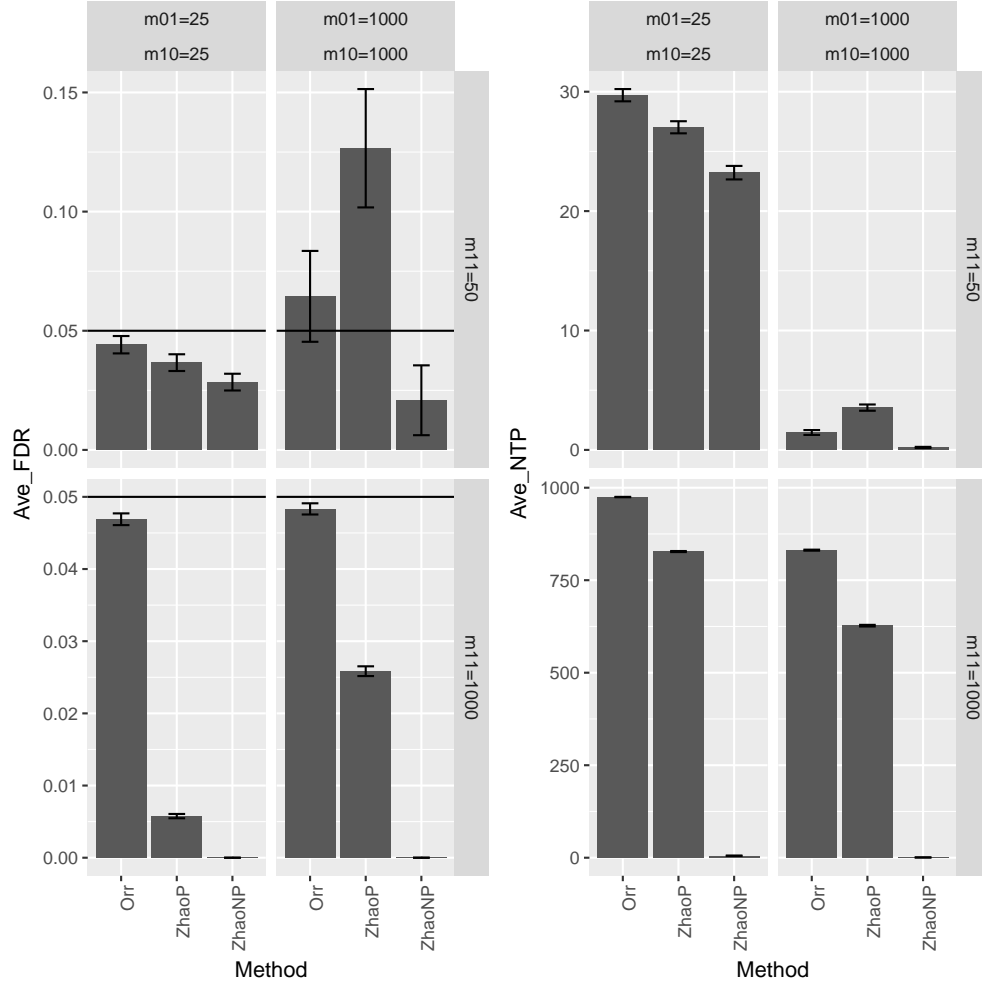 m01=25
m01=1000
m10=25
m10=1000
0.15
0.10
0.05
0.00
m11=50
0.05
0.04
0.03
0.02
0.01
0.00
m11=1000
Ave_FDR
Orr
ZhaoP
ZhaoNP
Orr
ZhaoP
ZhaoNP
Method
m01=25
m01=1000
m10=25
m10=1000
30
20
10
0
m11=50
1000
750
500
250
0
m11=1000
Ave_NTP
Orr
ZhaoP
ZhaoNP
Orr
ZhaoP
ZhaoNP
Method